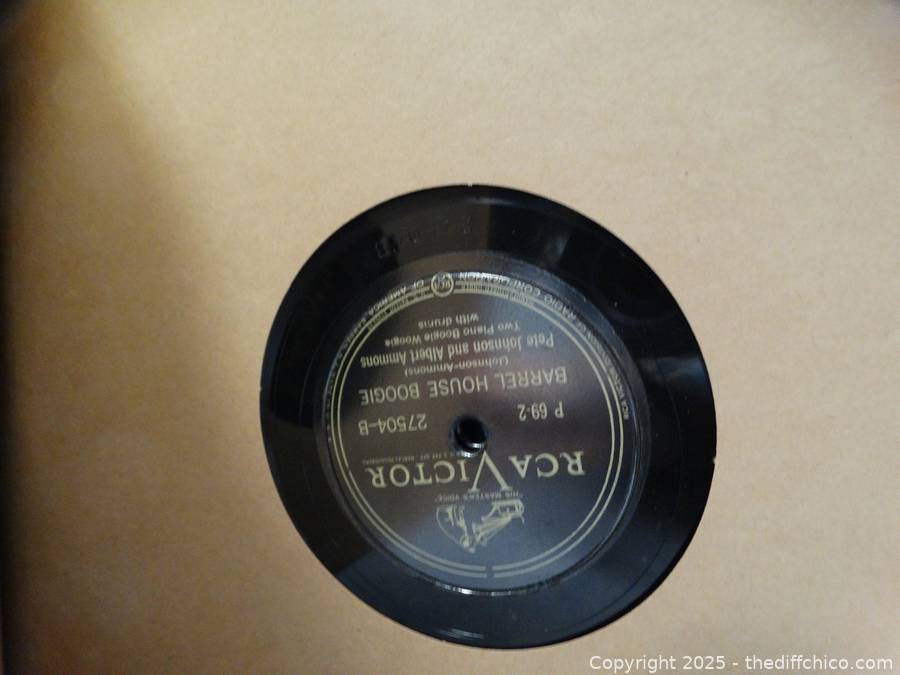 "HIS MASTER'S VOICE"
RCA VICTOR
P 69-2
27504-B
BARREL HOUSE BOOGIE
(Johnson-Ammons)
Pete Johnson and Albert Ammons
Two Piano Boogie Woogie
with drums
RCA
Copyright 2025 - thediffchico.com